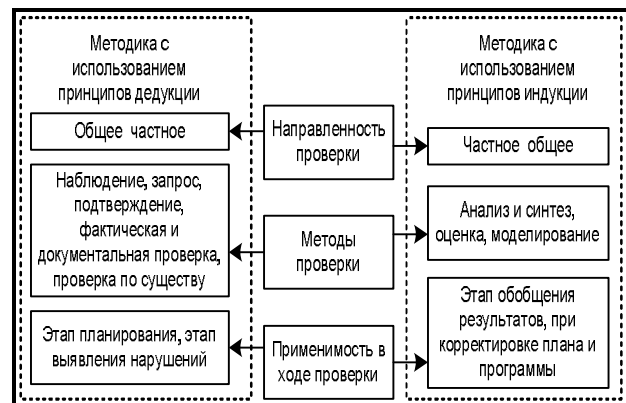 Методика с
использованием
принципов дедукции
Общее частное
Наблюдение, запрос,
подтверждение,
фактическая и
документальная проверка,
проверка по существу
Этап планирования, этап
выявления нарушений
Направленность
проверки
Методы
проверки
Применимость в
ходе проверки
Методика с
использованием
принципов индукции
Частное общее
Анализ и синтез,
оценка, моделирование
Этап обобщения
результатов, при
корректировке плана и
программы